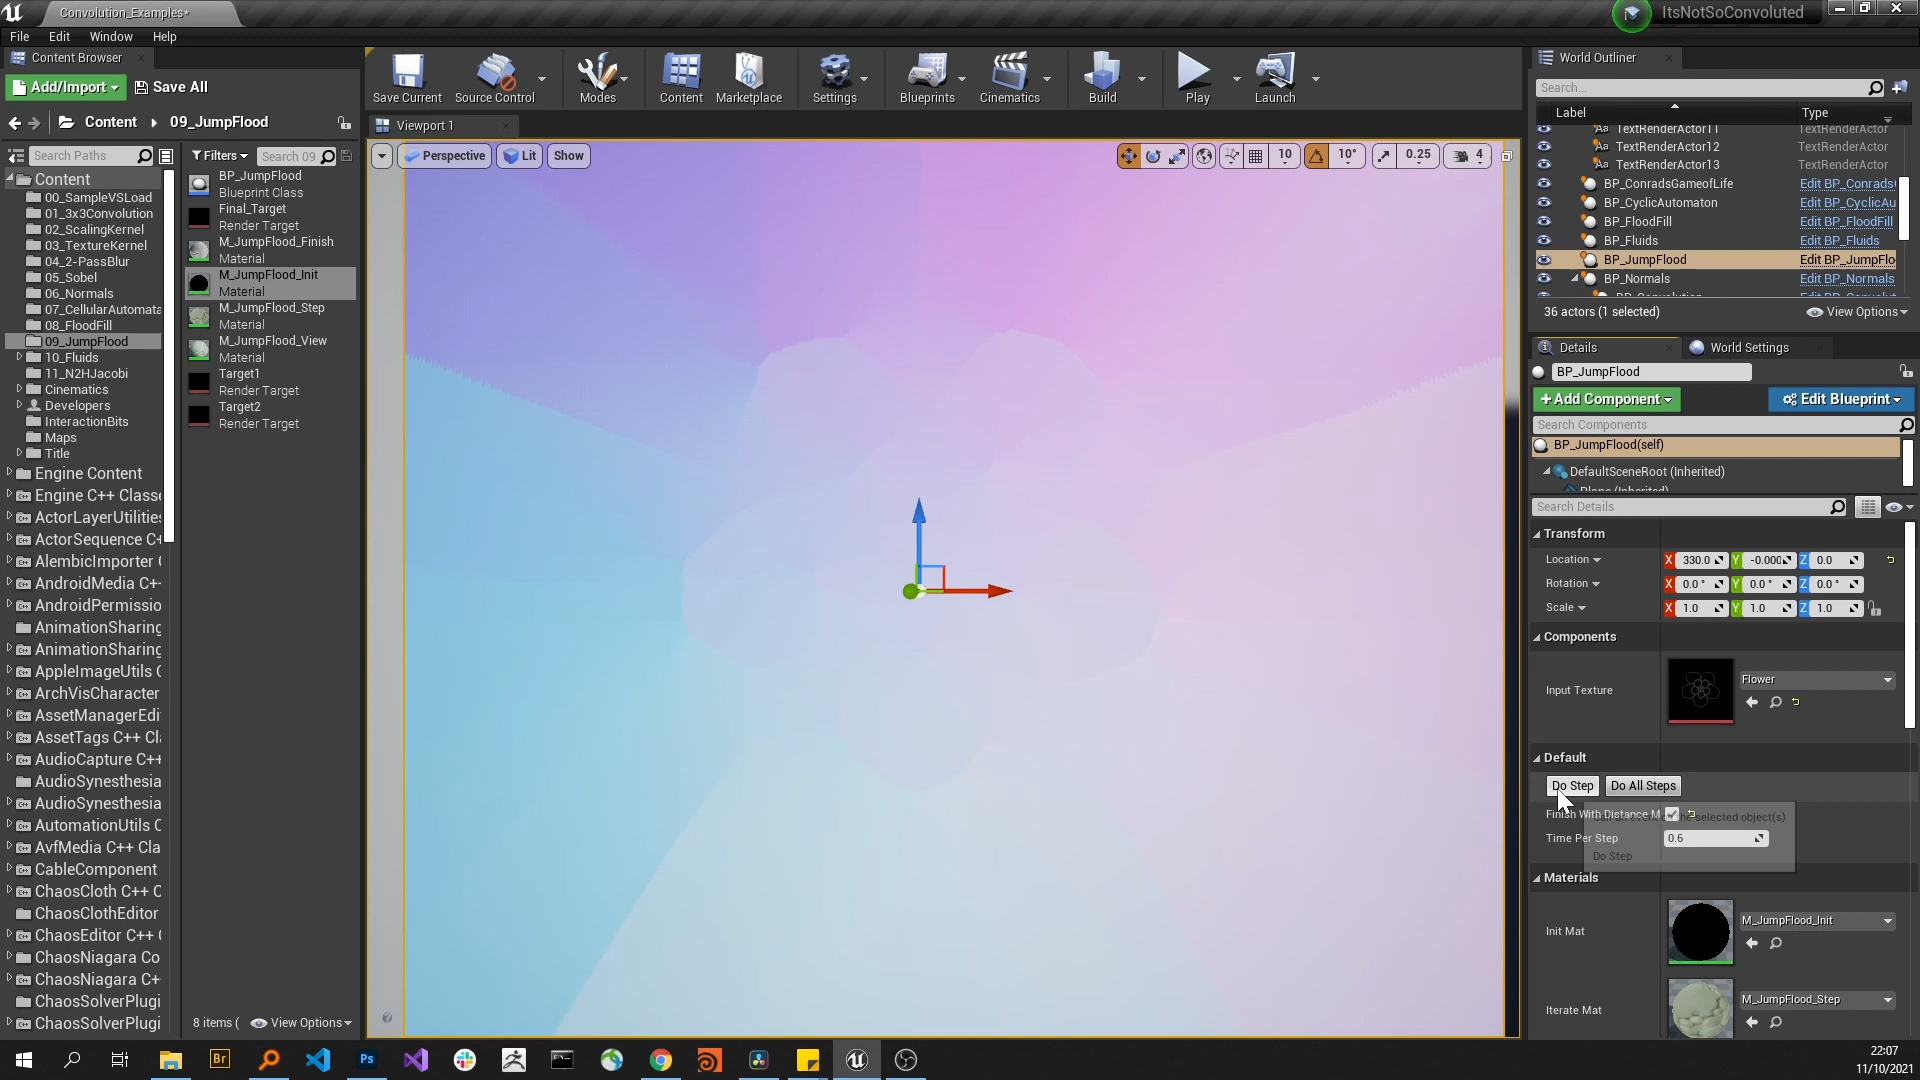 Convolution_Examples*
ItsNotSoConvoluted
File Edit Window Help
Content Browser
Add/Import Save All
Content 09_JumpFlood
Search Paths
Filters Search 09
Content
00_SampleVSLoad
01_3x3Convolution
02_ScalingKernel
03_TextureKernel
04_2-PassBlur
05_Sobel
06_Normals
07_CellularAutomata
08_FloodFill
09_JumpFlood
10_Fluids
11_N2HJacobi
Cinematics
Developers
InteractionBits
Maps
Title
Engine Content
Engine C++ Classe
ActorLayerUtilities
ActorSequence C+
AlembicImporter C
AndroidMedia C+
AndroidPermissio
AnimationSharing
AnimationSharing
AppleImageUtils C
ArchVisCharacter
AssetManagerEdi
AssetTags C++ Cl
AudioCapture C++
AudioSynesthesia
AudioSynesthesia
AutomationUtils C
AvfMedia C++ Cla
CableComponent
ChaosCloth C++ C
ChaosClothEditor
ChaosEditor C++ C
ChaosNiagara Co
ChaosNiagara C+
ChaosSolverPlugi
ChaosSolverPlugi
BP_JumpFlood
Blueprint Class
Final_Target
Render Target
M_JumpFlood_Finish
Material
M_JumpFlood_Init
Material
M_JumpFlood_Step
Material
M_JumpFlood_View
Material
Target1
Render Target
Target2
Render Target
8 items ( View Options
Save Current Source Control Modes Content Marketplace Settings Blueprints Cinematics Build Play Launch
Viewport 1
Perspective Lit Show
10 10° 0.25 4
World Outliner
Search...
Label Type
TextRenderActor11 TextRenderActor
TextRenderActor12 TextRenderActor
TextRenderActor13 TextRenderActor
BP_ConradsGameofLife Edit BP_Conrads
BP_CyclicAutomaton Edit BP_CyclicAu
BP_FloodFill Edit BP_FloodFill
BP_Fluids Edit BP_Fluids
BP_JumpFlood Edit BP_JumpFlo
BP_Normals Edit BP_Normals
36 actors (1 selected) View Options
Details World Settings
BP_JumpFlood
+Add Component Edit Blueprint
Search Components
BP_JumpFlood(self)
DefaultSceneRoot (Inherited)
Search Details
Transform
Location X 330.0 Y -0.000 Z 0.0
Rotation X 0.0° Y 0.0° Z 0.0°
Scale X 1.0 Y 1.0 Z 1.0
Components
Input Texture Flower
Default
Do Step Do All Steps
Finish With Distance M
Time Per Step 0.6
Do Step
Materials
Init Mat M_JumpFlood_Init
Iterate Mat M_JumpFlood_Step
Br Ps
22:07
11/10/2021